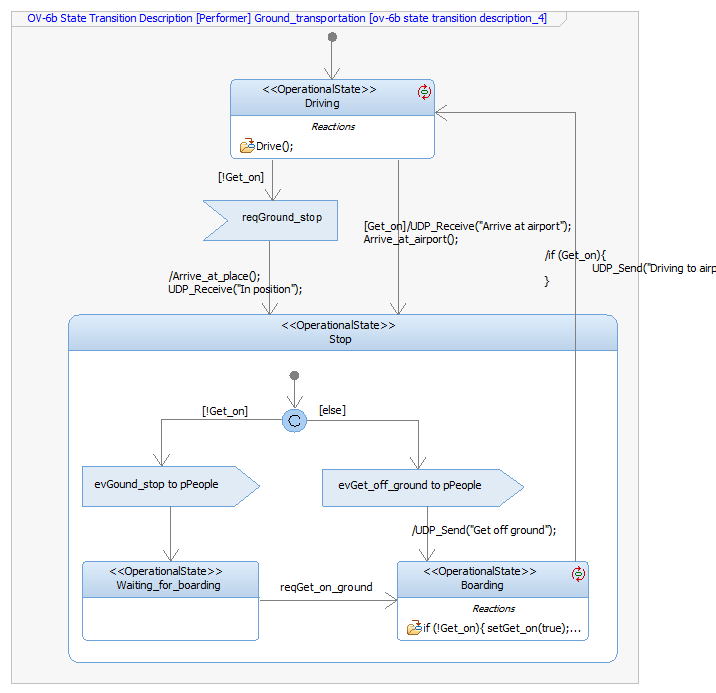 OV-6b State Transition Description [Performer] Ground_transportation [ov-6b state transition description_4]
<<OperationalState>>
Driving
Reactions
Drive();
[!Get_on]
reqGround_stop
[Get_on]/UDP_Receive("Arrive at airport");
Arrive_at_airport();
/if (Get_on){
UDP_Send("Driving to airp
}
/Arrive_at_place();
UDP_Receive("In position");
<<OperationalState>>
Stop
[!Get_on]
[else]
C
evGound_stop to pPeople
evGet_off_ground to pPeople
/UDP_Send("Get off ground");
<<OperationalState>>
Waiting_for_boarding
reqGet_on_ground
<<OperationalState>>
Boarding
Reactions
if (!Get_on){ setGet_on(true);...